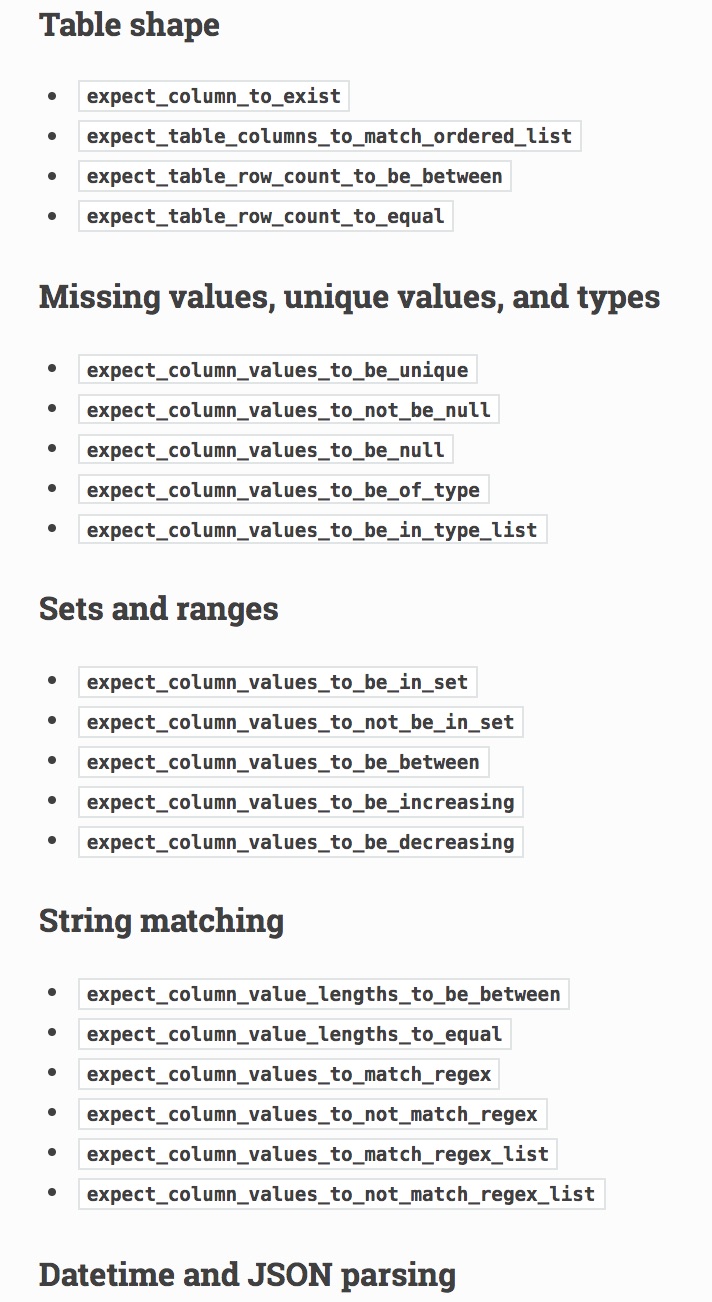 Table shape
expect_column_to_exist
expect_table_columns_to_match_ordered_list
expect_table_row_count_to_be_between
expect_table_row_count_to_equal
Missing values, unique values, and types
expect_column_values_to_be_unique
expect_column_values_to_not_be_null
expect_column_values_to_be_null
expect_column_values_to_be_of_type
expect_column_values_to_be_in_type_list
Sets and ranges
expect_column_values_to_be_in_set
expect_column_values_to_not_be_in_set
expect_column_values_to_be_between
expect_column_values_to_be_increasing
expect_column_values_to_be_decreasing
String matching
expect_column_value_lengths_to_be_between
expect_column_value_lengths_to_equal
expect_column_values_to_match_regex
expect_column_values_to_not_match_regex
expect_column_values_to_match_regex_list
expect_column_values_to_not_match_regex_list
Datetime and JSON parsing